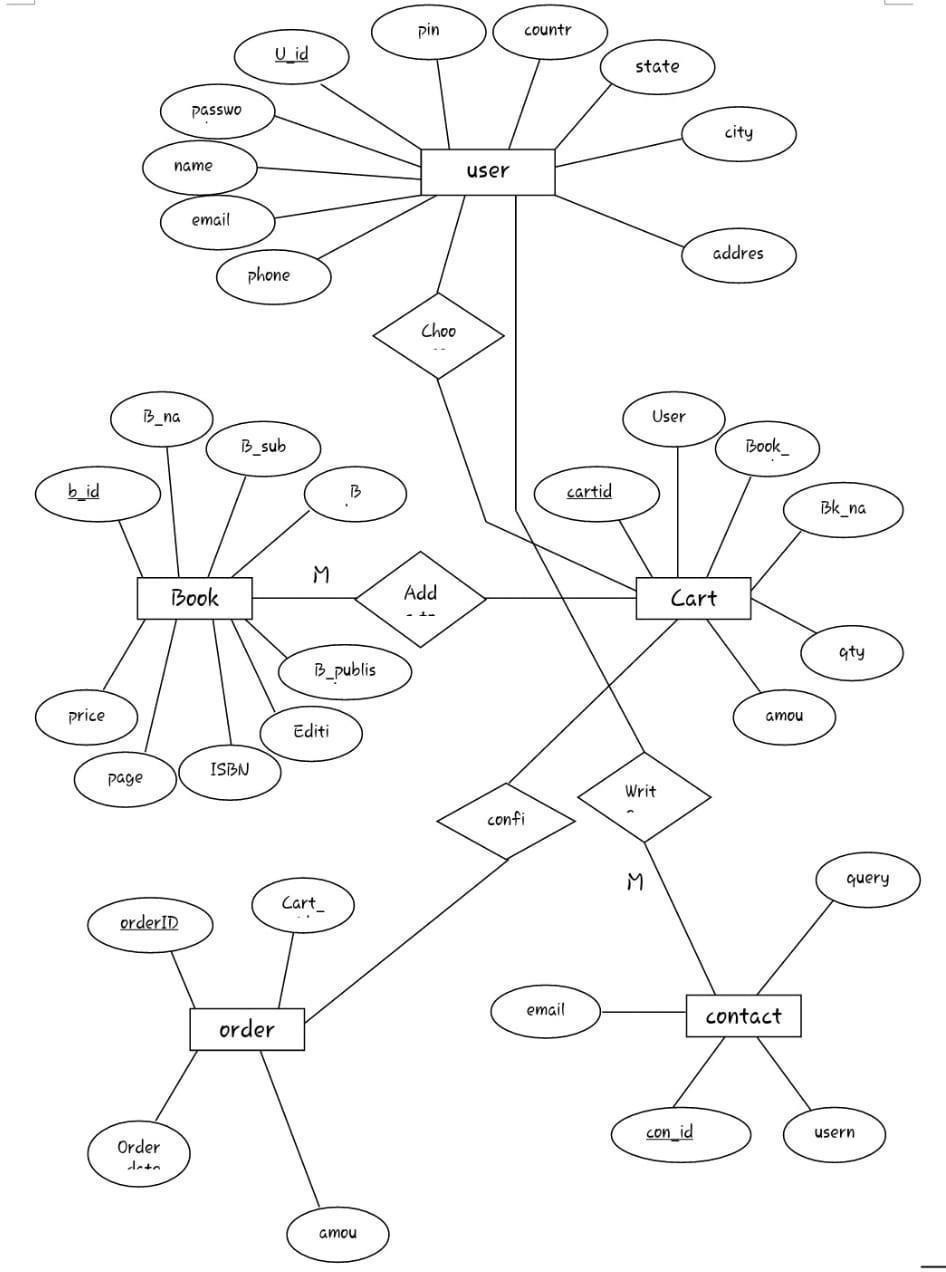 pin
countr
U_id
state
passwo
city
name
user
email
addres
phone
Choo
B_na
User
B_sub
Book_
b_id
B
cartid
Bk_na
M
Book
Add
Cart
B_publis
qty
price
Editi
amou
page
ISBN
Writ
confi
M
query
orderID
Cart_
order
email
contact
Order
con_id
usern
amou